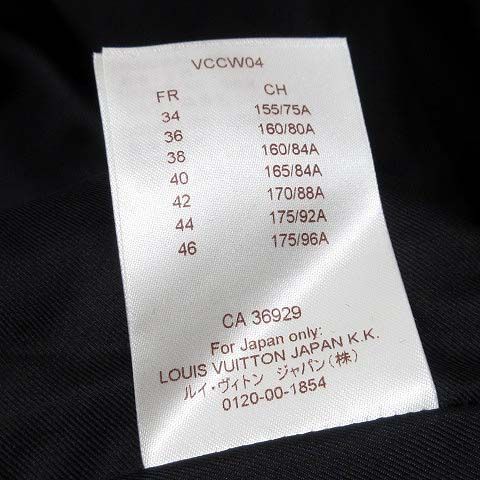 VCCW04
FR CH
34 155/75A
36 160/80A
38 160/84A
40 165/84A
42 170/88A
44 175/92A
46 175/96A
CA 36929
For Japan only:
LOUIS VUITTON JAPAN K.K.
ルイ・ヴィトン ジャパン(株)
0120-00-1854